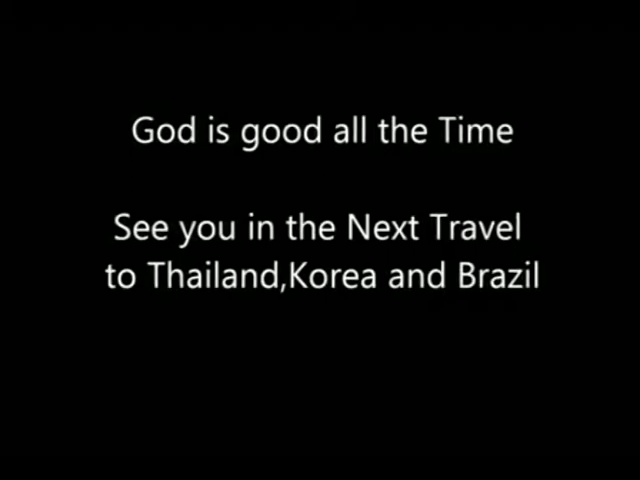 God is good all the Time
See you in the Next Travel
to Thailand,Korea and Brazil